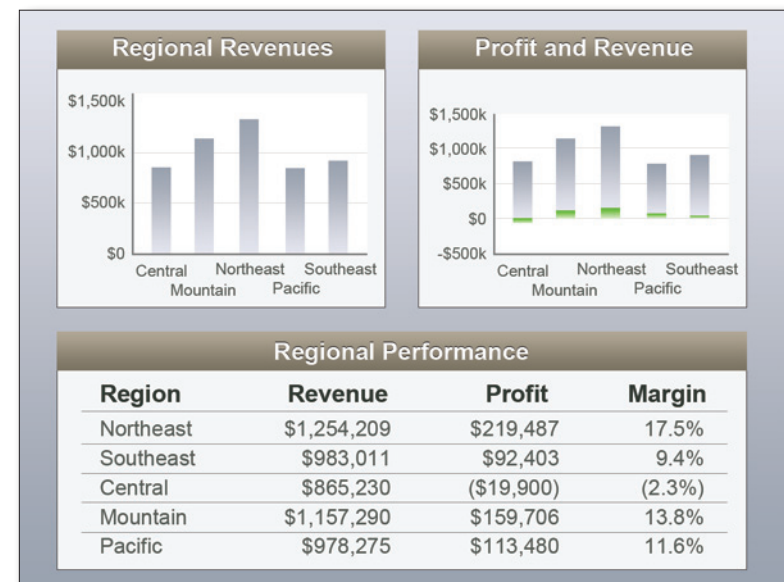 Regional Revenues
$1,500k
$1,000k
$500k
$0
Central Northeast Southeast
Mountain Pacific
Profit and Revenue
$1,500k
$1,000k
$500k
$0
-$500k
Central Northeast Southeast
Mountain Pacific
Regional Performance
Region Revenue Profit Margin
Northeast $1,254,209 $219,487 17.5%
Southeast $983,011 $92,403 9.4%
Central $865,230 ($19,900) (2.3%)
Mountain $1,157,290 $159,706 13.8%
Pacific $978,275 $113,480 11.6%